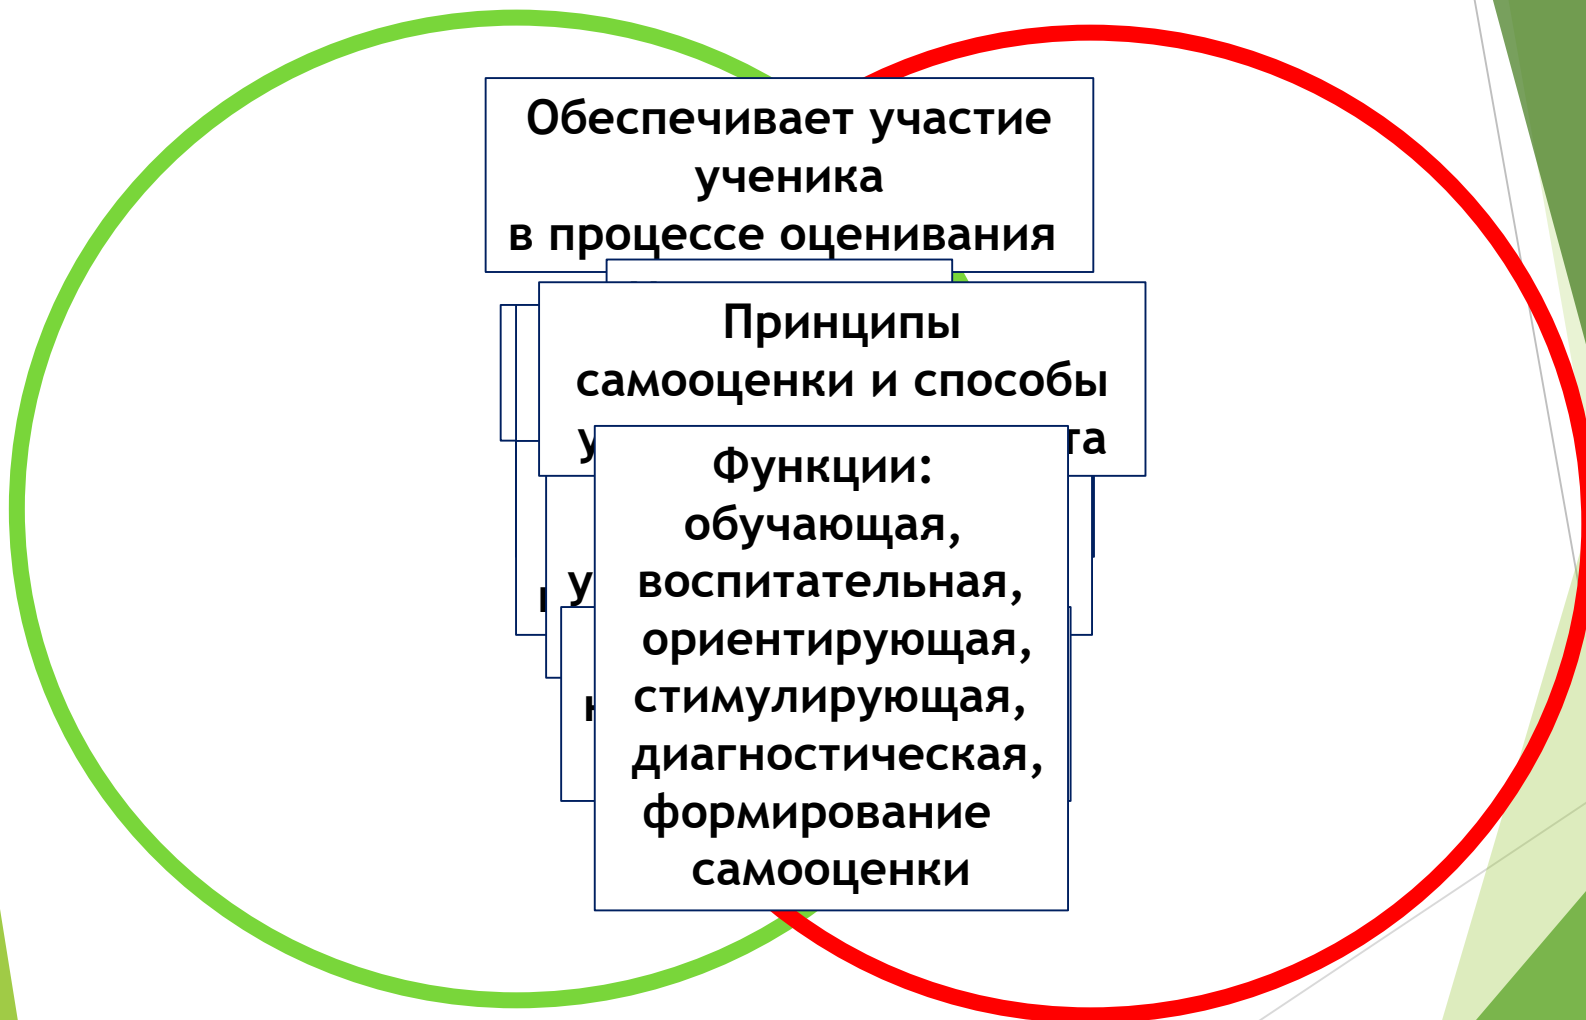 Обеспечивает участие
ученика
в процессе оценивания
Принципы
самооценки и способы
Функции:
обучающая,
воспитательная,
ориентирующая,
стимулирующая,
диагностическая,
формирование
самооценки